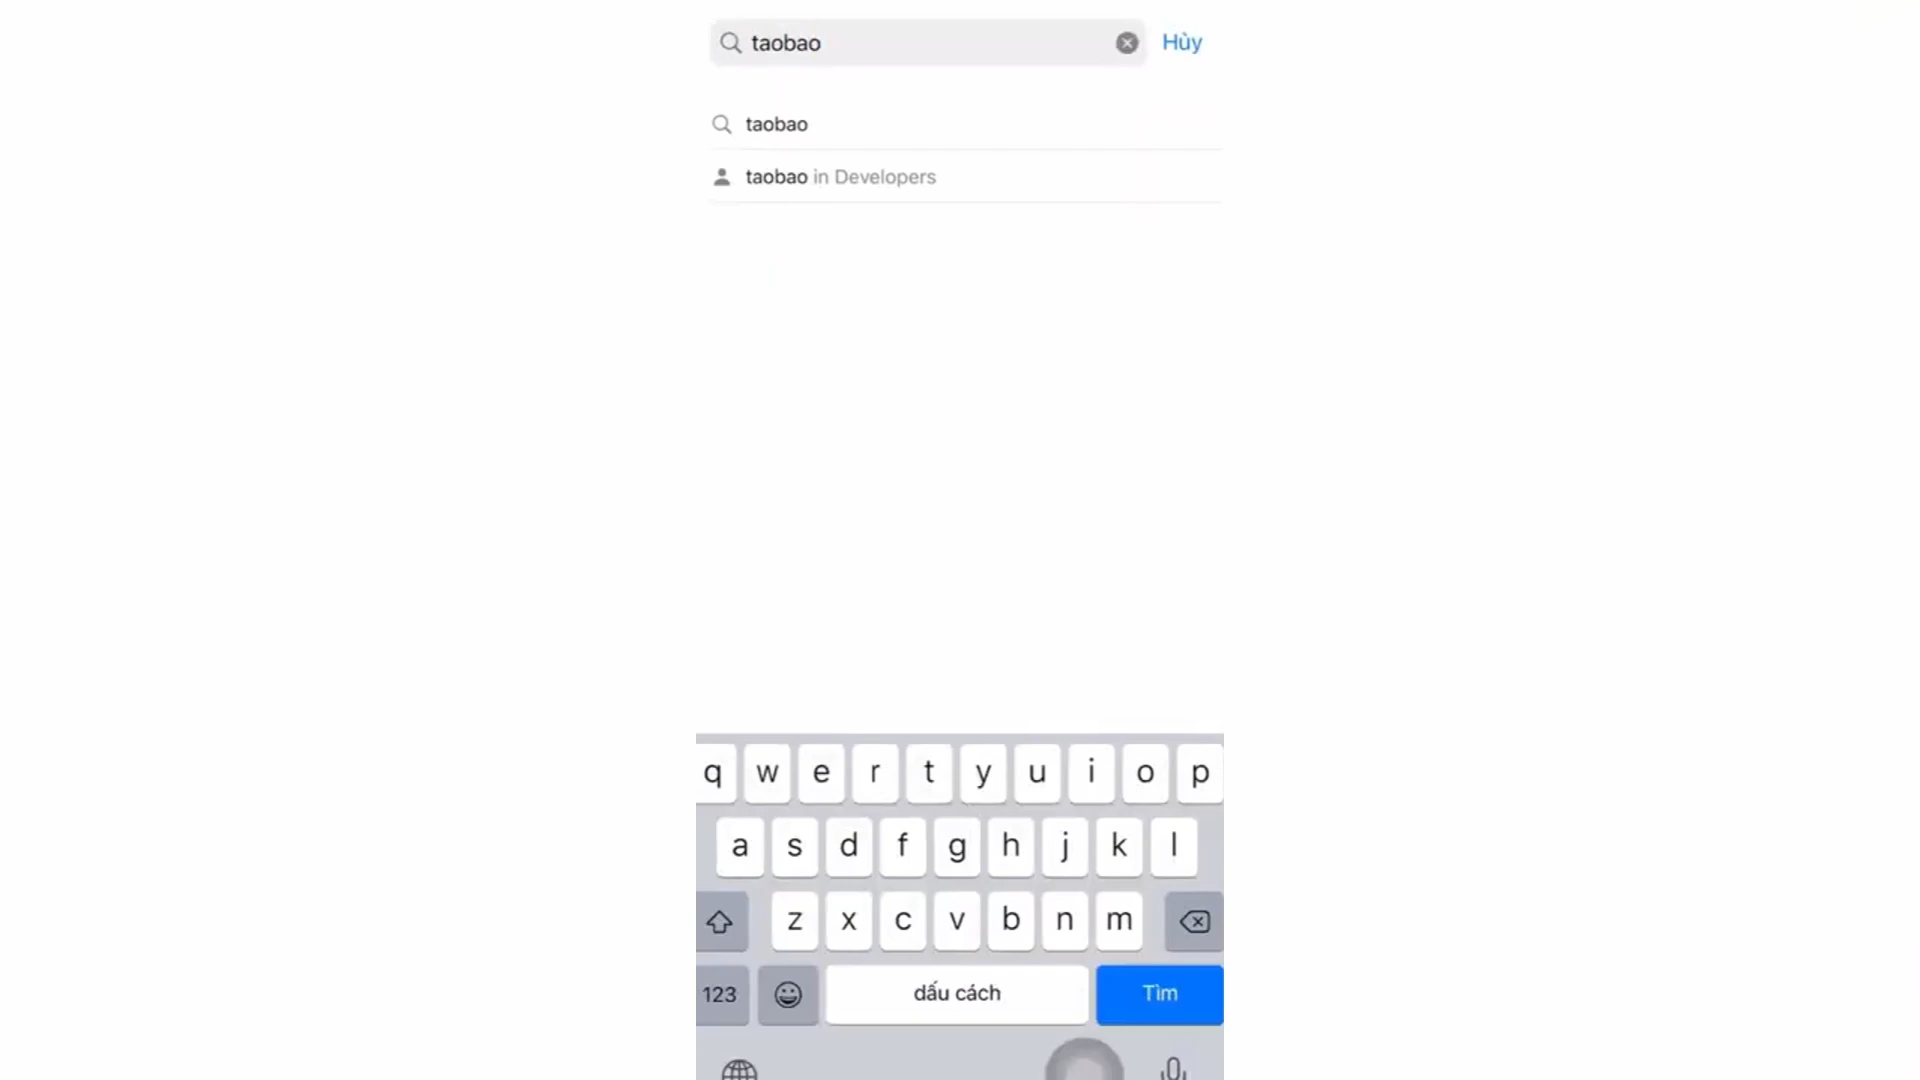 taobao Hủy
taobao
taobao in Developers
q w e r t y u i o p
a s d f g h j k l
z x c v b n m
123 dấu cách Tìm